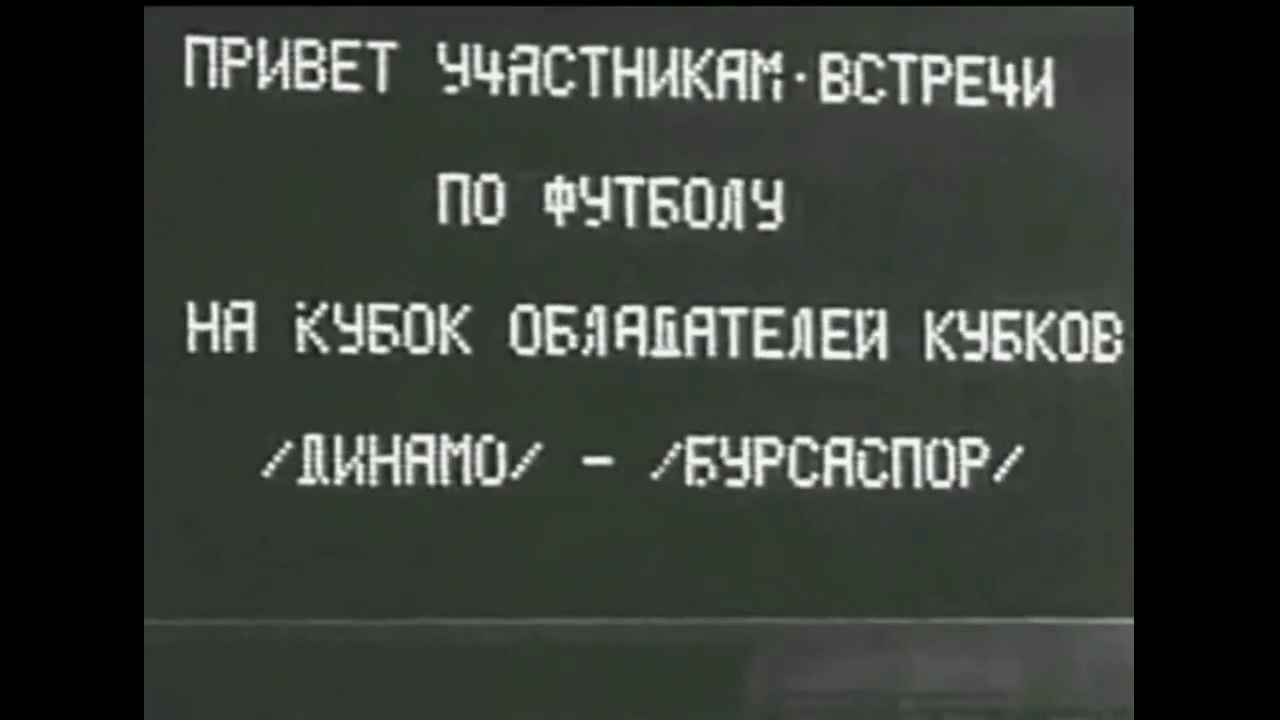 ПРИВЕТ УЧАСТНИКАМ·ВСТРЕЧИ
ПО ФУТБОЛУ
НА КУБОК ОБЛАДАТЕЛЕЙ КУБКОВ
/ДИНАМО/ - /БУРСАСПОР/